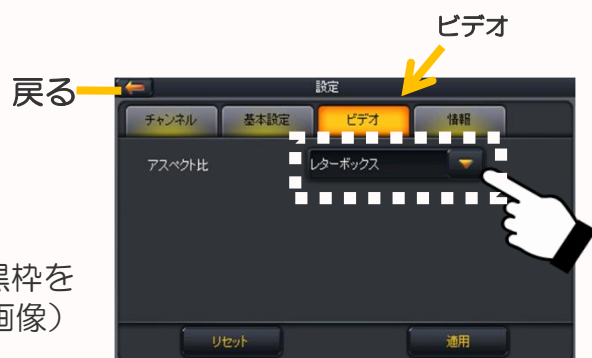 ビデオ
戻る
設定
チャンネル
基本設定
ビデオ
情報
アスペクト比
レターボックス
黒枠を
画像）
リセット
適用